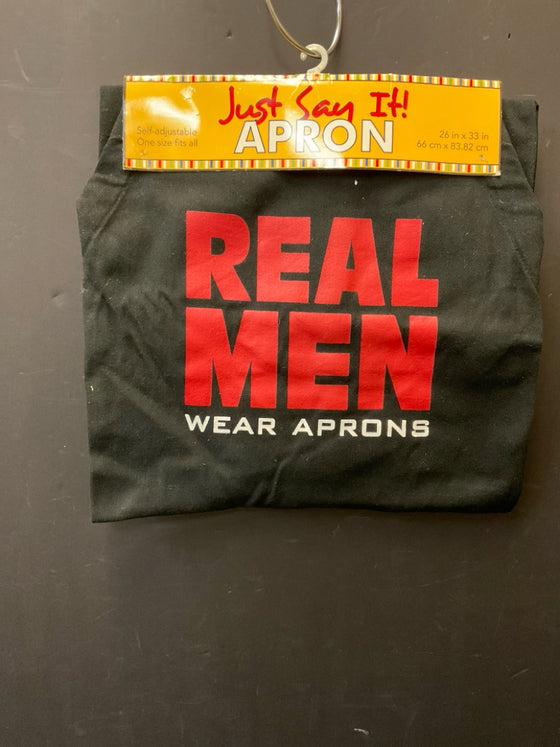 Just Say It!
APRON
Self-adjustable
One size fits all
26 in x 33 in
66 cm x 83.82 cm
REAL
MEN
WEAR APRONS